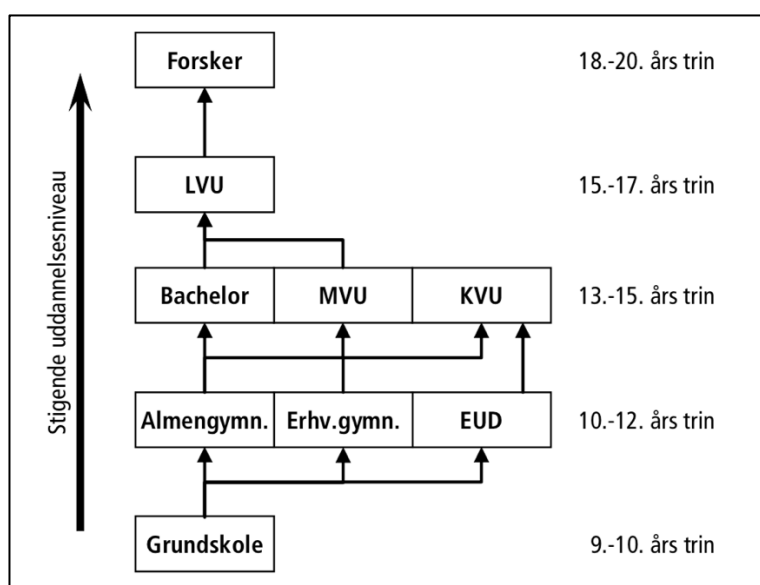 Forsker 18.-20. års trin
LVU 15.-17. års trin
Stigende uddannelsesniveau
Bachelor MVU KVU 13.-15. års trin
Almengymn. Erhv.gymn. EUD 10.-12. års trin
Grundskole 9.-10. års trin